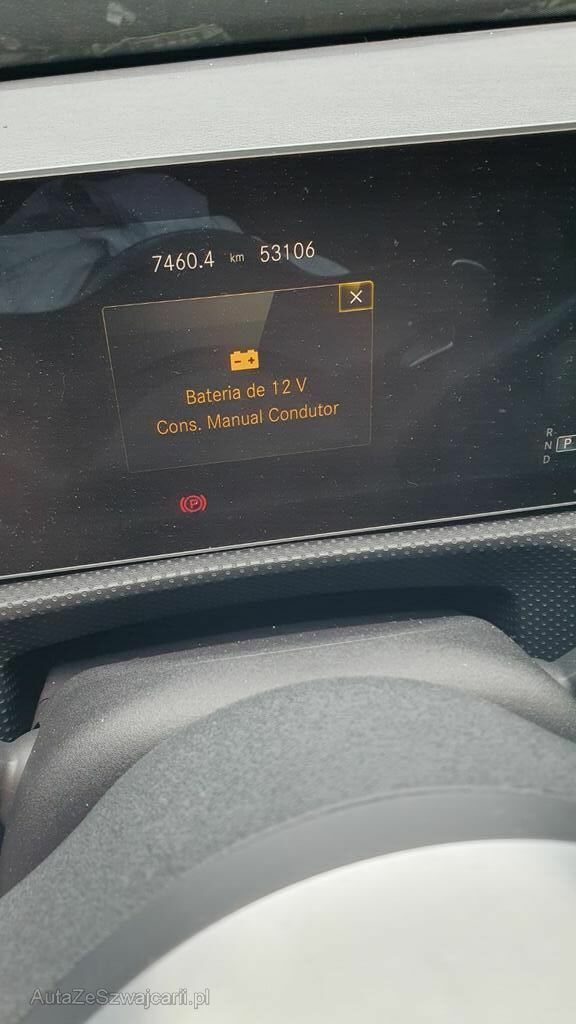 7460.4 km 53106
Bateria de 12 V
Cons. Manual Condutor
R
N P
D
P
AutaZeSzwajcarii.pl